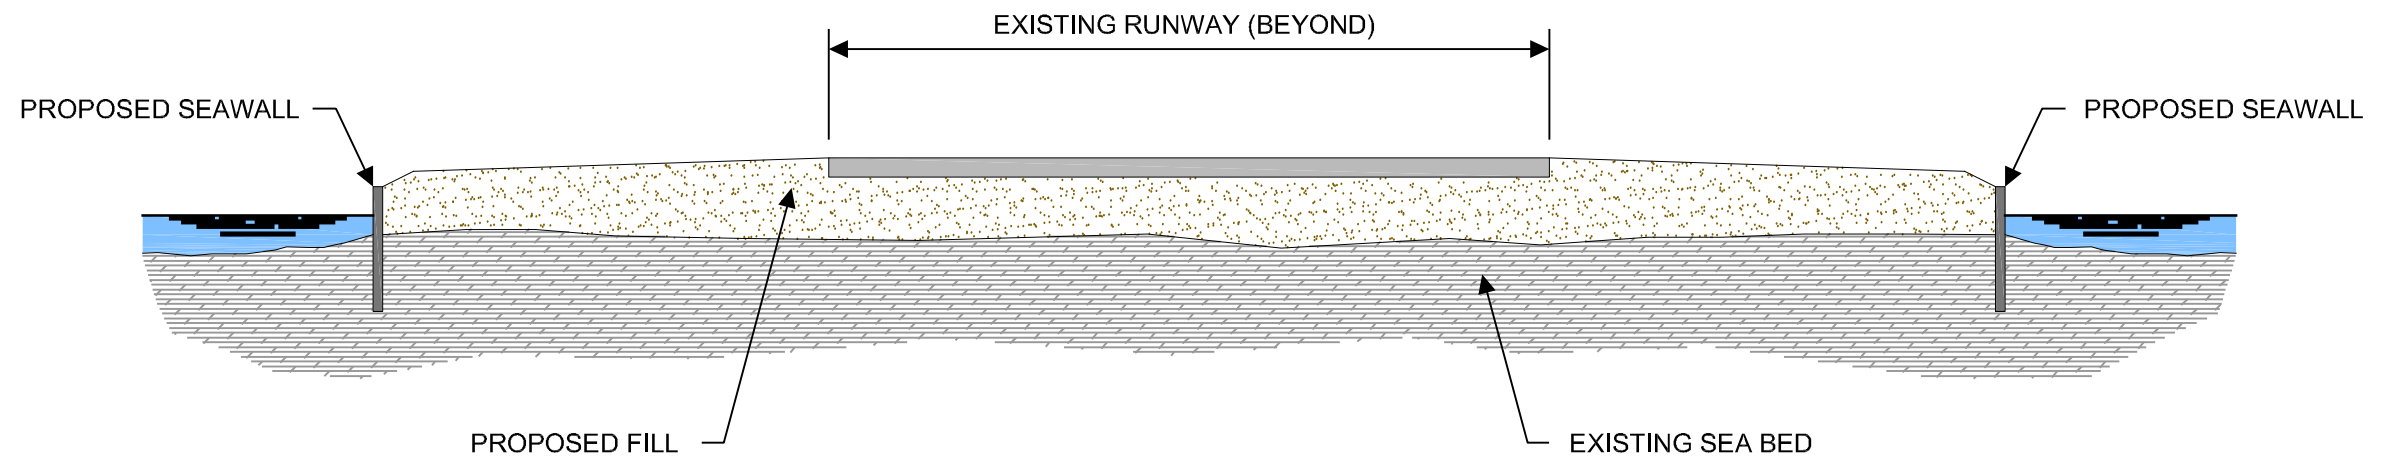 EXISTING RUNWAY (BEYOND)
PROPOSED SEAWALL
PROPOSED SEAWALL
PROPOSED FILL
EXISTING SEA BED